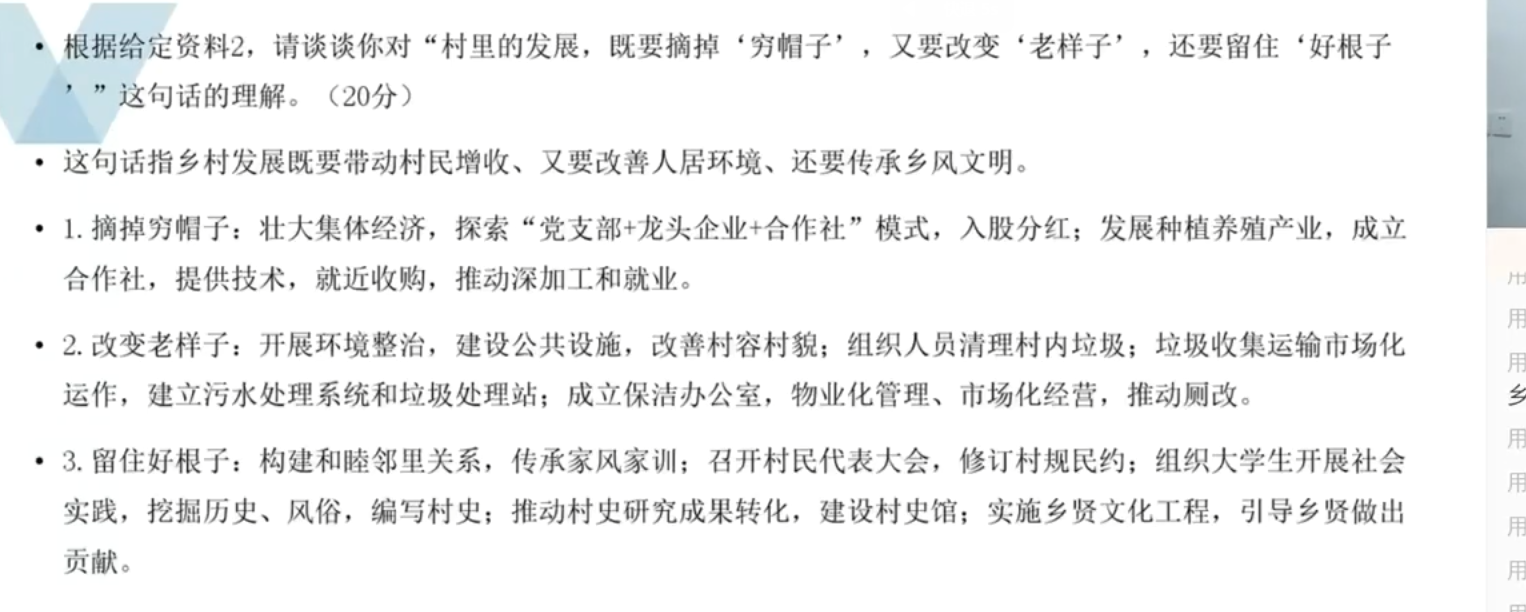 • 根据给定资料2，请谈谈你对“村里的发展，既要摘掉‘穷帽子’，又要改变‘老样子’，还要留住‘好根子
’”这句话的理解。（20分）
• 这句话指乡村发展既要带动村民增收、又要改善人居环境、还要传承乡风文明。
• 1. 摘掉穷帽子：壮大集体经济，探索“党支部+龙头企业+合作社”模式，入股分红；发展种植养殖产业，成立
合作社，提供技术，就近收购，推动深加工和就业。
• 2. 改变老样子：开展环境整治，建设公共设施，改善村容村貌；组织人员清理村内垃圾；垃圾收集运输市场化
运作，建立污水处理系统和垃圾处理站；成立保洁办公室，物业化管理、市场化经营，推动厕改。
• 3. 留住好根子：构建和睦邻里关系，传承家风家训；召开村民代表大会，修订村规民约；组织大学生开展社会
实践，挖掘历史、风俗，编写村史；推动村史研究成果转化，建设村史馆；实施乡贤文化工程，引导乡贤做出
贡献。
用
用
用
乡
用
用
用
用